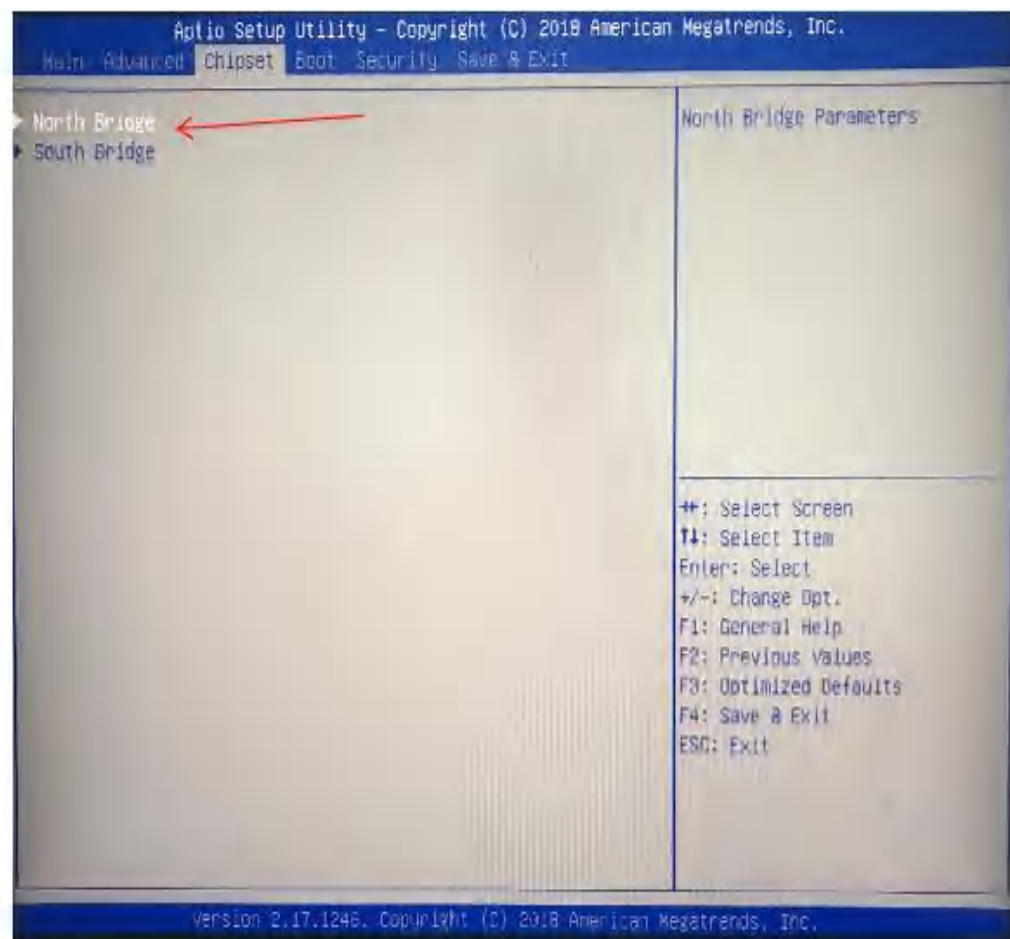 Aptio Setup Utility – Copyright (C) 2018 American Megatrends, Inc.
Main Advanced Chipset Boot Security Save & Exit
North Bridge
South Bridge
North Bridge Parameters
↔: Select Screen
↑↓: Select Item
Enter: Select
+/-: Change Opt.
F1: General Help
F2: Previous Values
F3: Optimized Defaults
F4: Save & Exit
ESC: Exit
Version 2.17.1246. Copyright (C) 2018 American Megatrends, Inc.